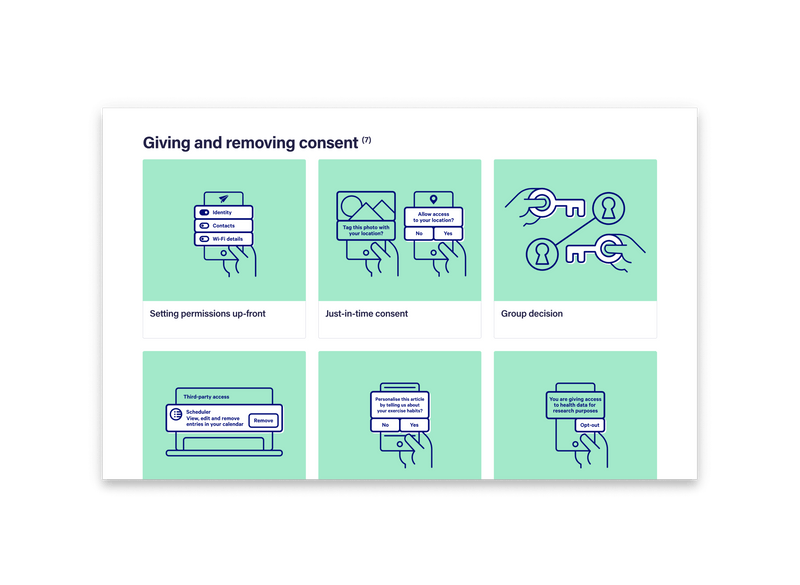 Giving and removing consent (7)
Identity
Contacts
Wi-Fi details
Tag this photo with
your location?
Allow access
to your location?
No Yes
Setting permissions up-front
Just-in-time consent
Group decision
Third-party access
Scheduler
View, edit and remove
entries in your calendar
Remove
Personalise this article
by telling us about
your exercise habits?
No Yes
You are giving access
to health data for
research purposes
Opt-out